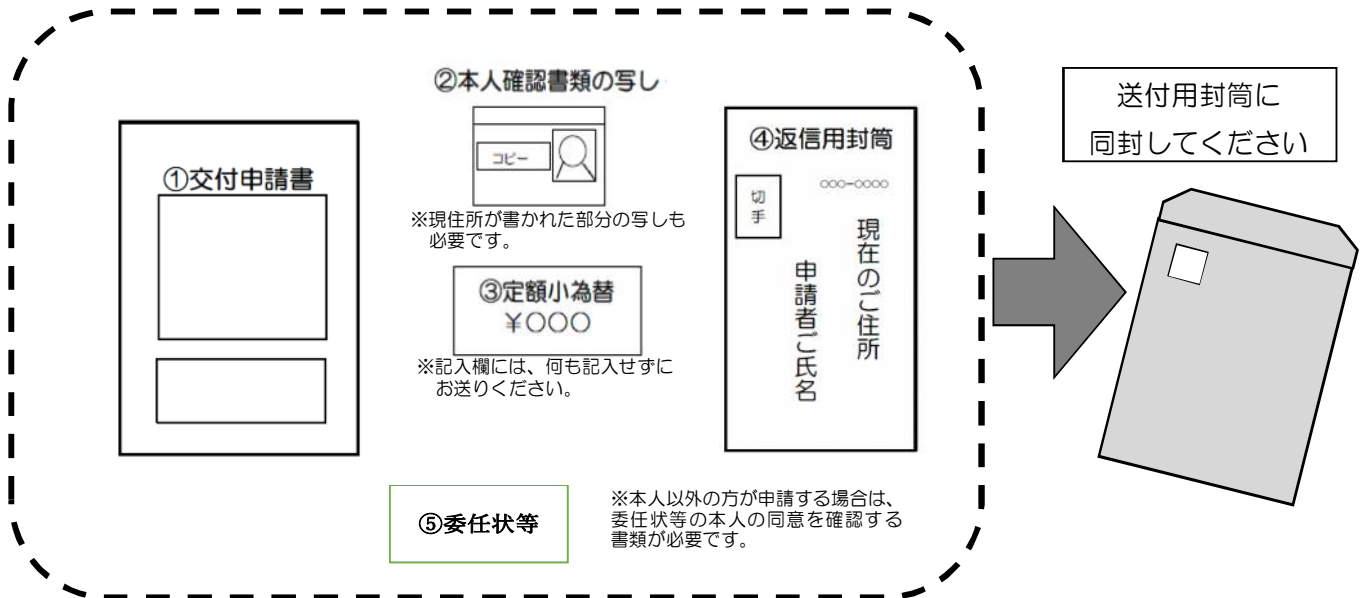 ②本人確認書類の写し
コピー
※現住所が書かれた部分の写しも
必要です。
①交付申請書
③定額小為替
¥〇〇〇
※記入欄には、何も記入せずに
お送りください。
④返信用封筒
切手
○○○-○○○○
現在のご住所
申請者ご氏名
⑤委任状等
※本人以外の方が申請する場合は、
委任状等の本人の同意を確認する
書類が必要です。
送付用封筒に
同封してください